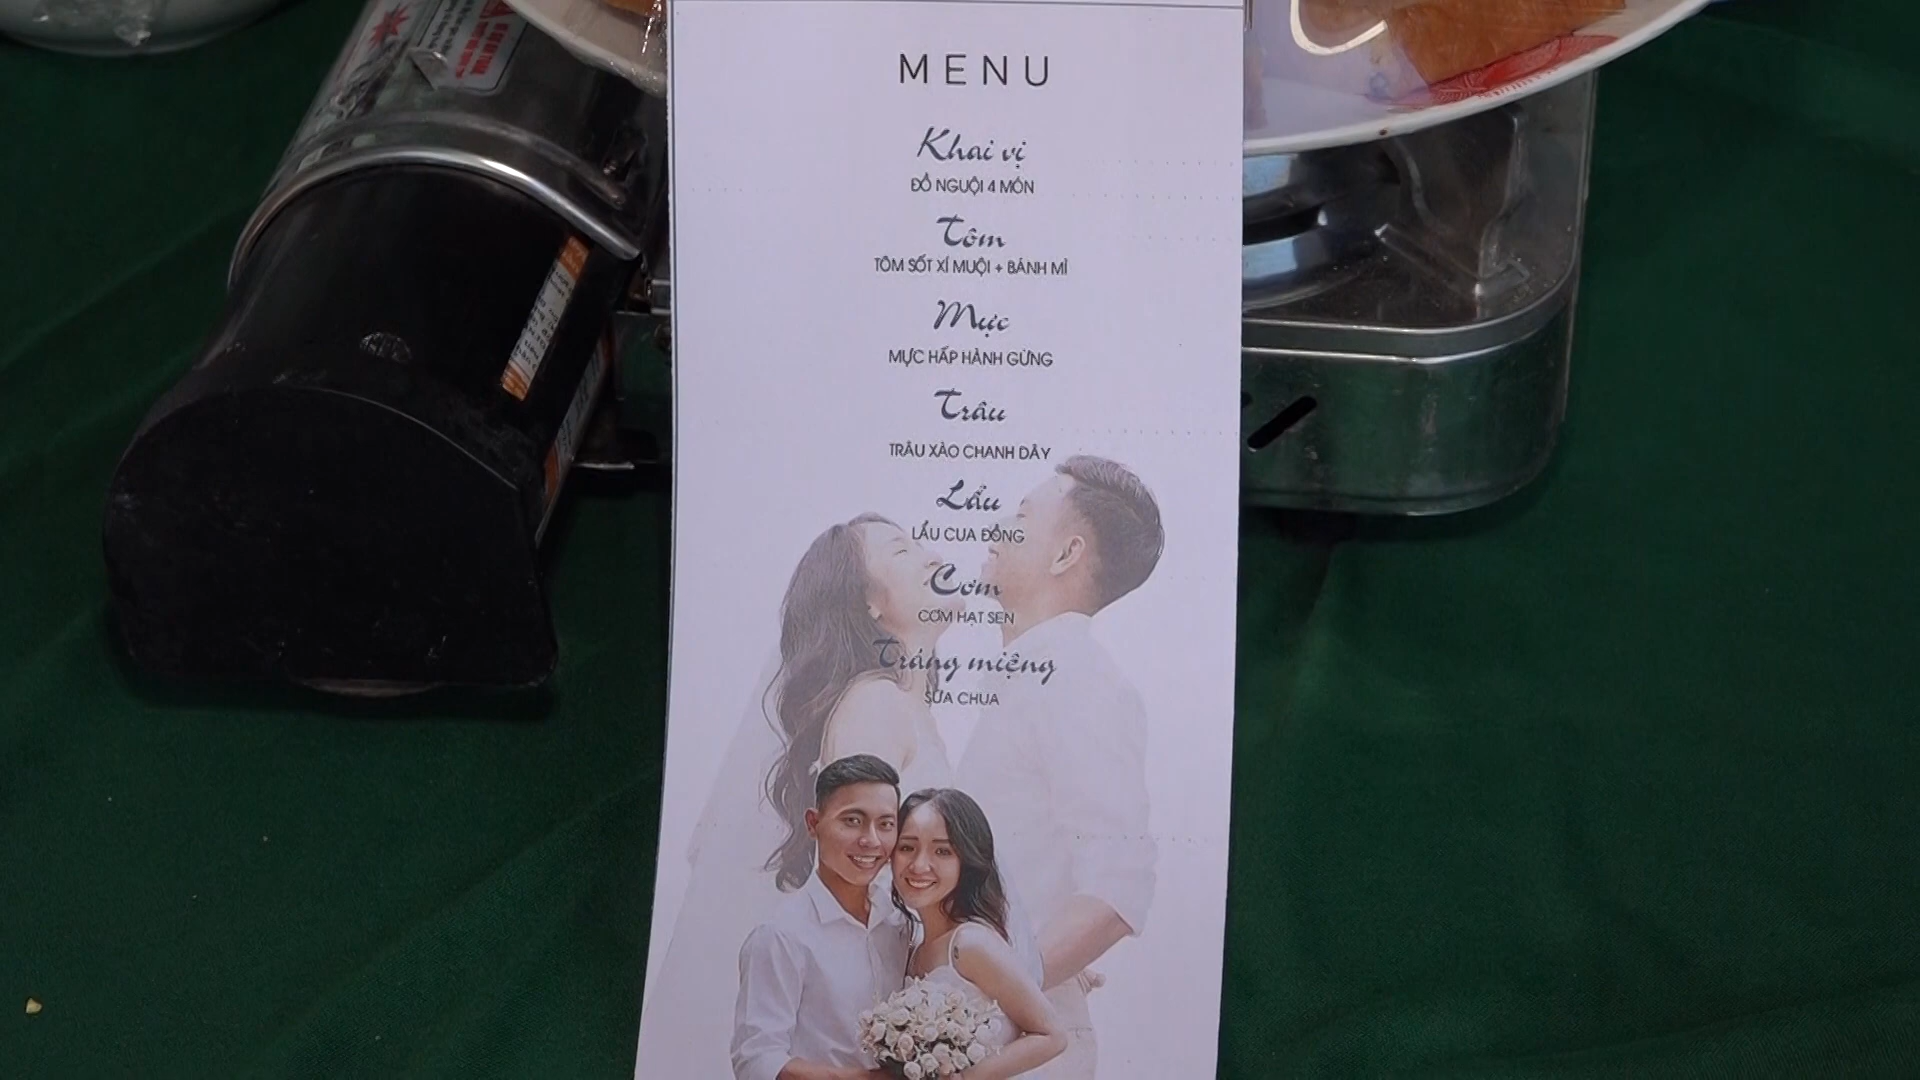 MENU
Khai vị
ĐỒ NGUỘI 4 MÓN
Tôm
TÔM SỐT XÍ MUỘI + BÁNH MÌ
Mực
MỰC HẤP HÀNH GỪNG
Trâu
TRÂU XÀO CHANH DÂY
Lẩu
LẨU CUA ĐỒNG
Cơm
CƠM HẠT SEN
Tráng miệng
SỮA CHUA